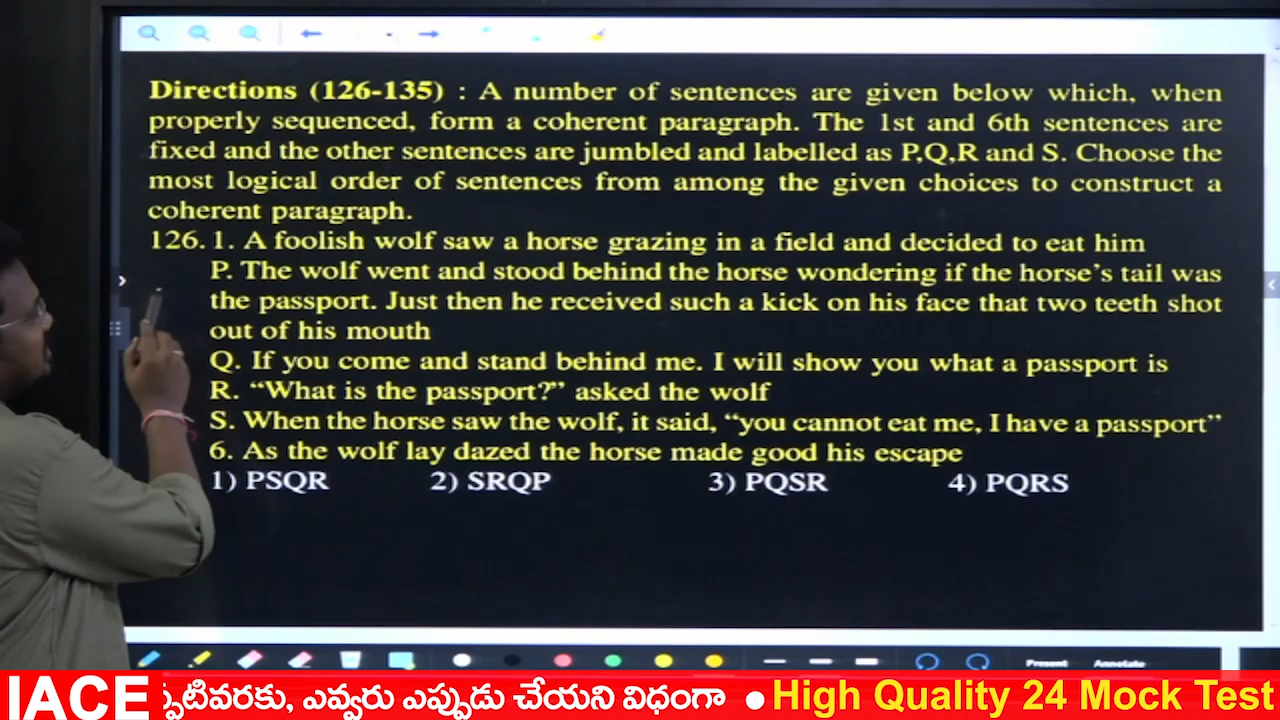 Directions (126-135) : A number of sentences are given below which, when
properly sequenced, form a coherent paragraph. The 1st and 6th sentences are
fixed and the other sentences are jumbled and labelled as P,Q,R and S. Choose the
most logical order of sentences from among the given choices to construct a
coherent paragraph.
126. 1. A foolish wolf saw a horse grazing in a field and decided to eat him
P. The wolf went and stood behind the horse wondering if the horse's tail was
the passport. Just then he received such a kick on his face that two teeth shot
out of his mouth
Q. If you come and stand behind me. I will show you what a passport is
R. “What is the passport?” asked the wolf
S. When the horse saw the wolf, it said, “you cannot eat me, I have a passport”
6. As the wolf lay dazed the horse made good his escape
1) PSQR 2) SRQP 3) PQSR 4) PQRS
Present Annotate
IACE ప్పటివరకు, ఎవ్వరు ఎప్పుడు చేయని విధంగా ● High Quality 24 Mock Test